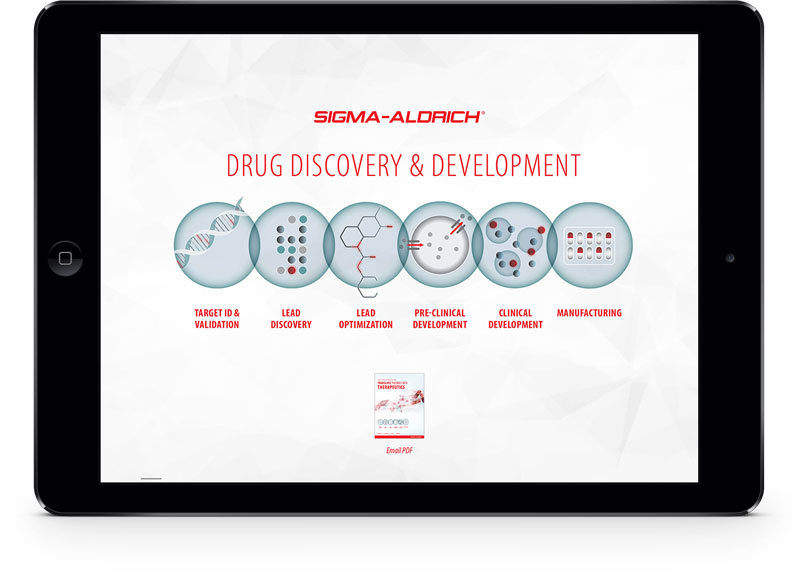 SIGMA-ALDRICH®
DRUG DISCOVERY & DEVELOPMENT
TARGET ID &
VALIDATION
LEAD
DISCOVERY
LEAD
OPTIMIZATION
PRE-CLINICAL
DEVELOPMENT
CLINICAL
DEVELOPMENT
MANUFACTURING
THERAPEUTICS
Email PDF